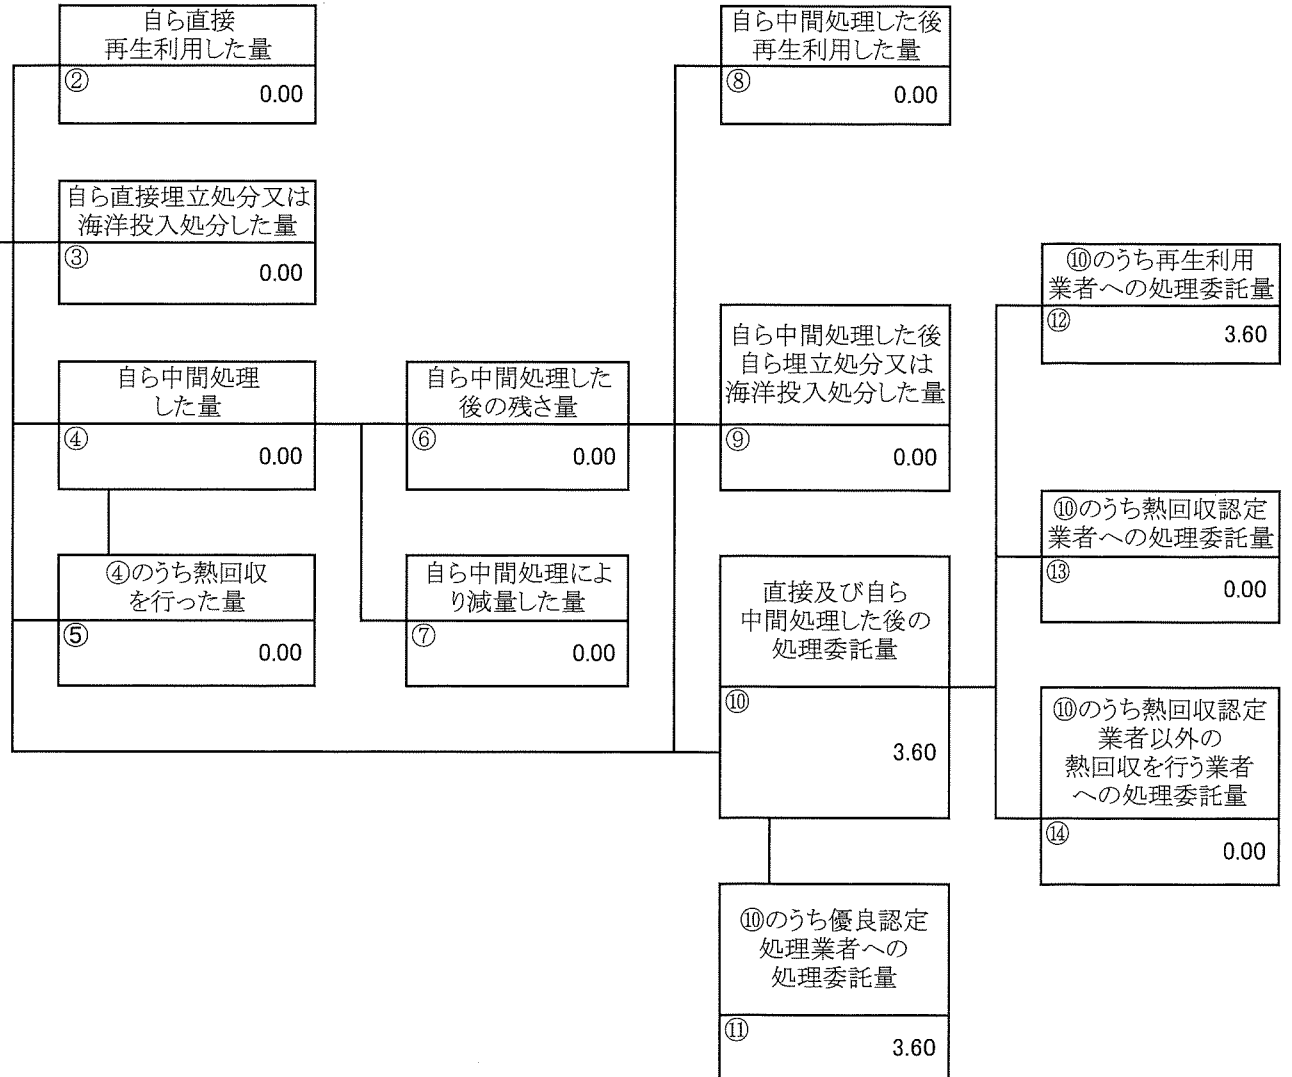 自ら直接
再生利用した量
②
0.00
自ら直接埋立処分又は
海洋投入処分した量
③
0.00
自ら中間処理
した量
④
0.00
④のうち熱回収
を行った量
⑤
0.00
自ら中間処理した
後の残さ量
⑥
0.00
自ら中間処理によ
り減量した量
⑦
0.00
自ら中間処理した後
再生利用した量
⑧
0.00
自ら中間処理した後
自ら埋立処分又は
海洋投入処分した量
⑨
0.00
直接及び自ら
中間処理した後の
処理委託量
⑩
3.60
⑩のうち優良認定
処理業者への
処理委託量
⑪
3.60
⑩のうち再生利用
業者への処理委託量
⑫
3.60
⑩のうち熱回収認定
業者への処理委託量
⑬
0.00
⑩のうち熱回収認定
業者以外の
熱回収を行う業者
への処理委託量
⑭
0.00